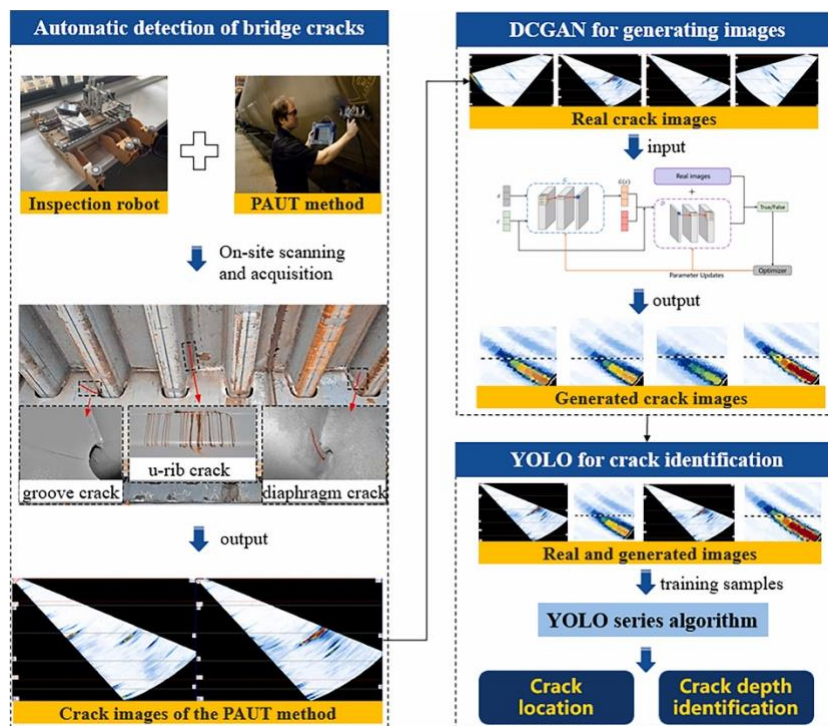 Automatic detection of bridge cracks
Inspection robot
PAUT method
On-site scanning
and acquisition
groove crack
u-rib crack
diaphragm crack
output
Crack images of the PAUT method
DCGAN for generating images
Real crack images
input
Real images
+
G(z)
True/False
Parameter Updates
Optimizer
output
Generated crack images
YOLO for crack identification
Real and generated images
training samples
YOLO series algorithm
Crack
location
Crack depth
identification